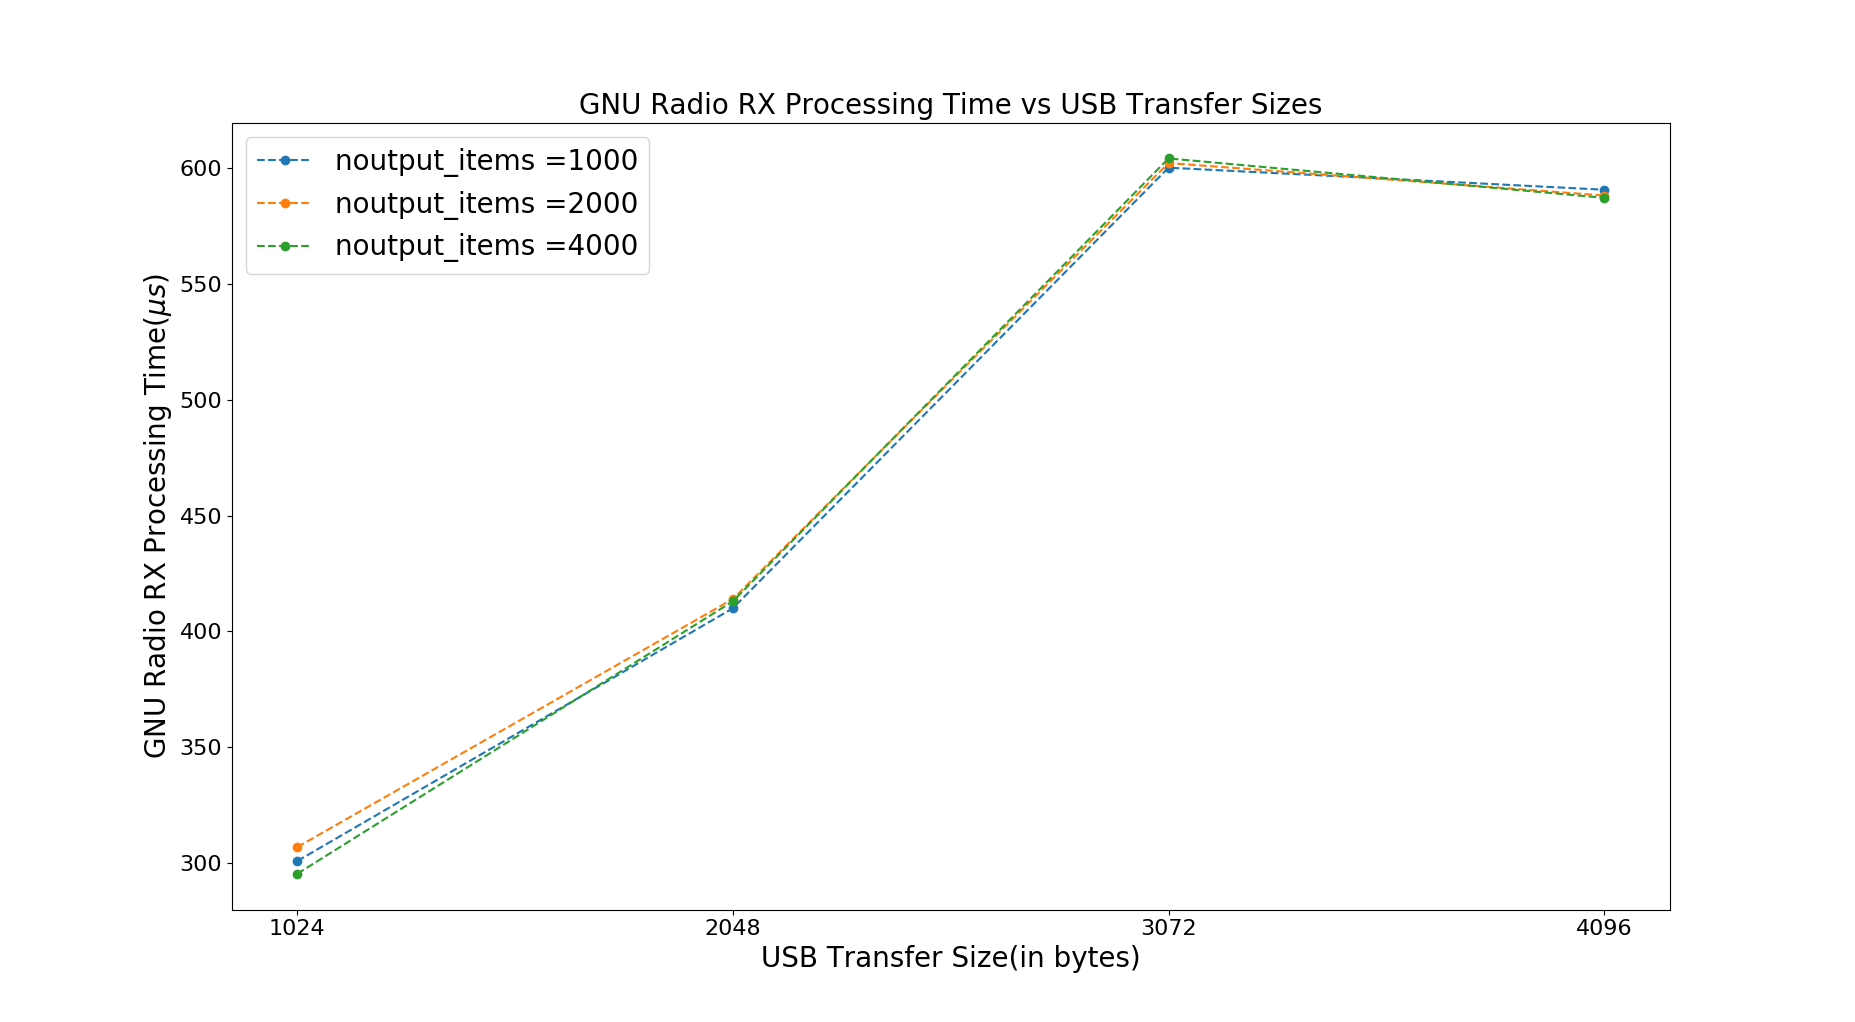 GNU Radio RX Processing Time vs USB Transfer Sizes
noutput_items =1000
noutput_items =2000
noutput_items =4000
GNU Radio RX Processing Time(μs)
600
550
500
450
400
350
300
1024 2048 3072 4096
USB Transfer Size(in bytes)